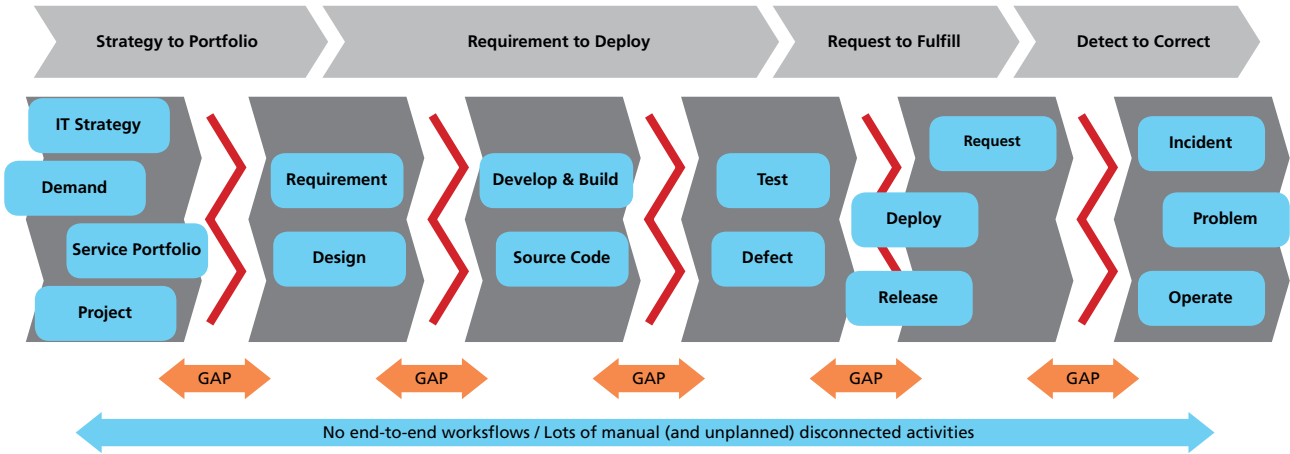 Strategy to Portfolio
Requirement to Deploy
Request to Fulfill
Detect to Correct
IT Strategy
Demand
Service Portfolio
Project
Requirement
Design
Develop & Build
Source Code
Test
Defect
Request
Deploy
Release
Incident
Problem
Operate
GAP
GAP
GAP
GAP
GAP
No end-to-end worksflows / Lots of manual (and unplanned) disconnected activities